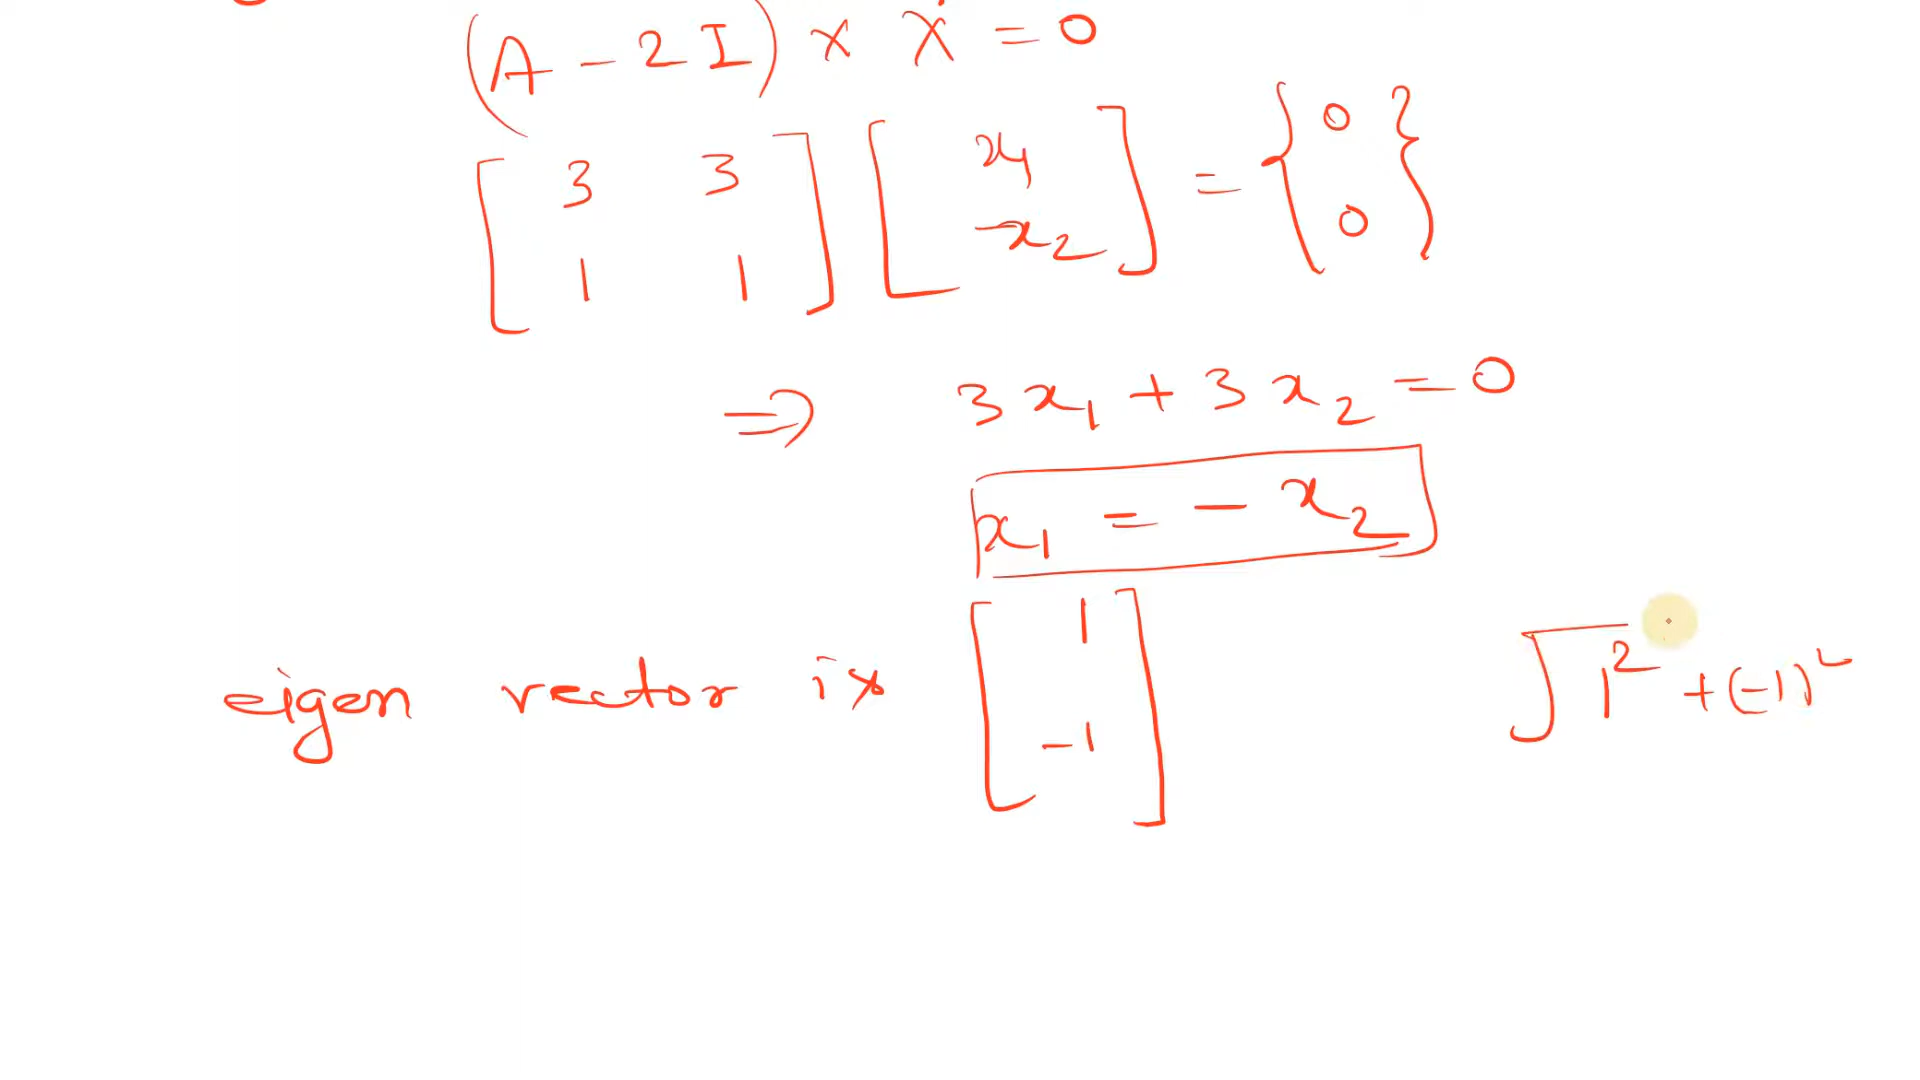 (A - 2I) × X = 0
[3 3 1 1] [x₁ -x₂] = {0 0}
⇒ 3x₁ + 3x₂ = 0
x₁ = - x₂
eigen vector is [1 -1] √1² + (-1)²